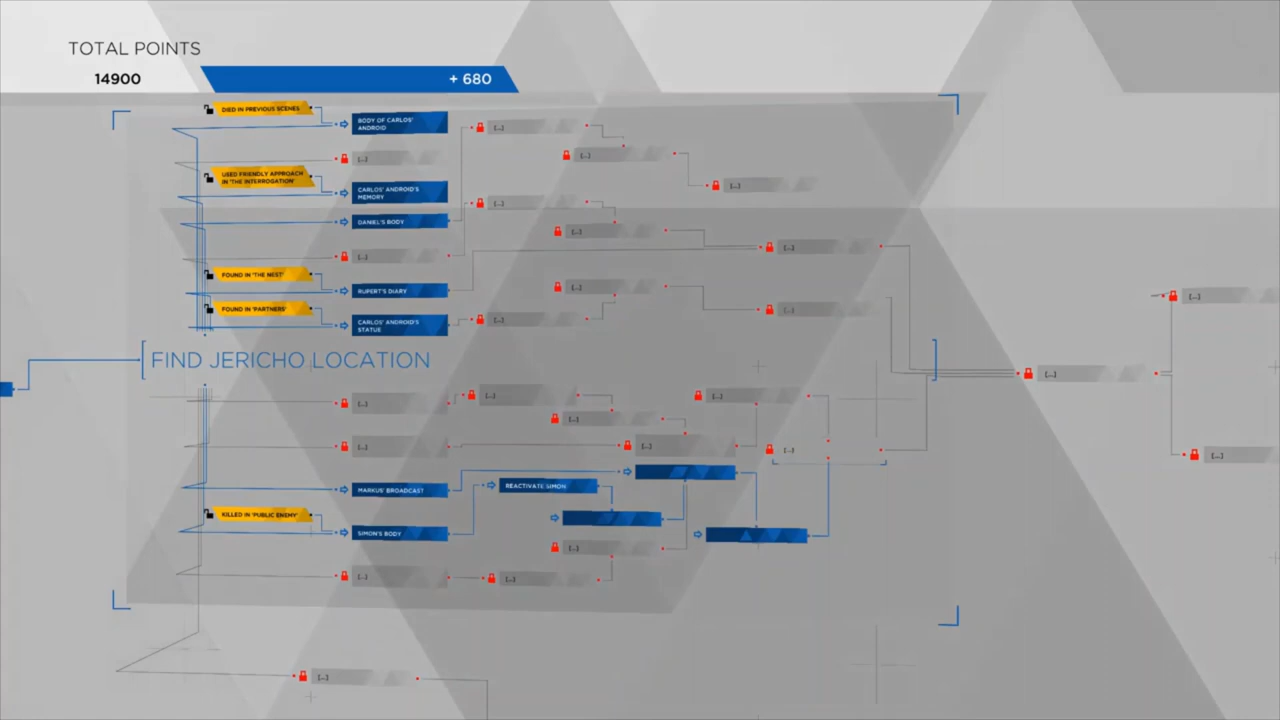 TOTAL POINTS
14900
+ 680
DIED IN PREVIOUS SCENES
BODY OF CARLOS'
ANDROID
[...]
[...]
[...]
[...]
USED FRIENDLY APPROACH
IN 'THE INTERROGATION'
CARLOS' ANDROID'S
MEMORY
[...]
DANIEL'S BODY
[...]
[...]
[...]
FOUND IN 'THE NEST'
RUPERT'S DIARY
[...]
[...]
FOUND IN 'PARTNERS'
CARLOS' ANDROID'S
STATUE
[...]
[...]
FIND JERICHO LOCATION
[...]
[...]
[...]
[...]
[...]
[...]
[...]
[...]
[...]
MARKUS' BROADCAST
REACTIVATE SIMON
KILLED IN 'PUBLIC ENEMY'
SIMON'S BODY
[...]
[...]
[...]
[...]